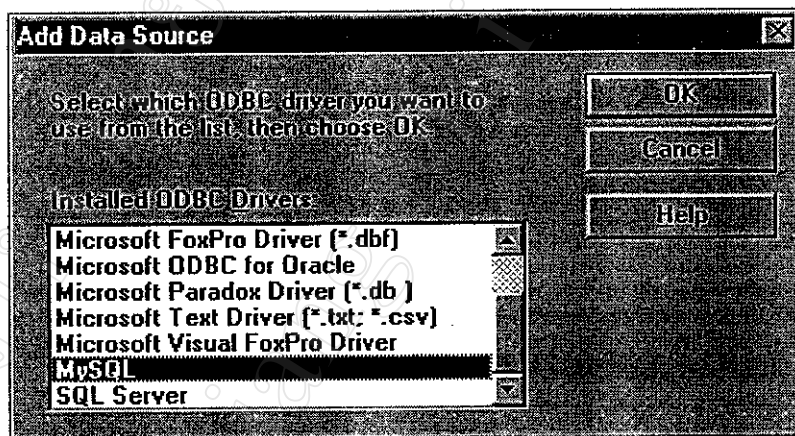 Add Data Source
Select which ODBC driver you want to
use from the list, then choose OK.
OK
Cancel
Help
Installed ODBC Drivers
Microsoft FoxPro Driver (*.dbf)
Microsoft ODBC for Oracle
Microsoft Paradox Driver (*.db )
Microsoft Text Driver (*.txt; *.csv)
Microsoft Visual FoxPro Driver
MySQL
SQL Server